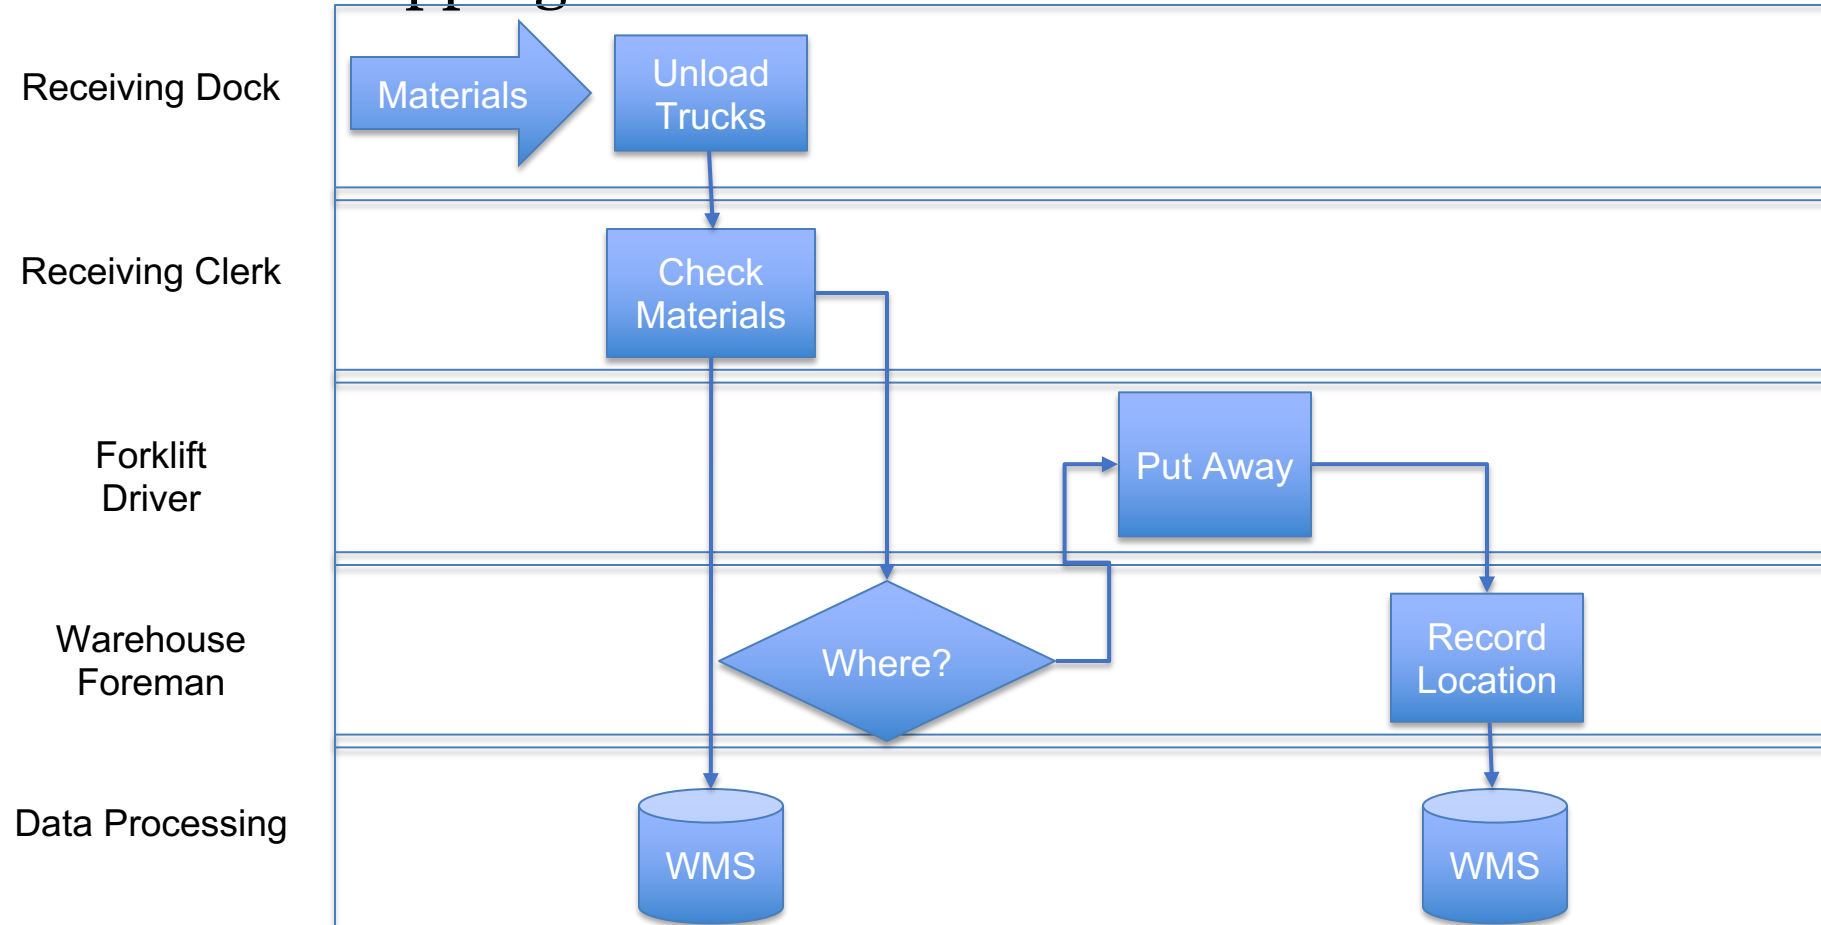 Receiving Dock
Materials
Unload
Trucks
Receiving Clerk
Check
Materials
Forklift
Driver
Put Away
Warehouse
Foreman
Where?
Record
Location
Data Processing
WMS
WMS